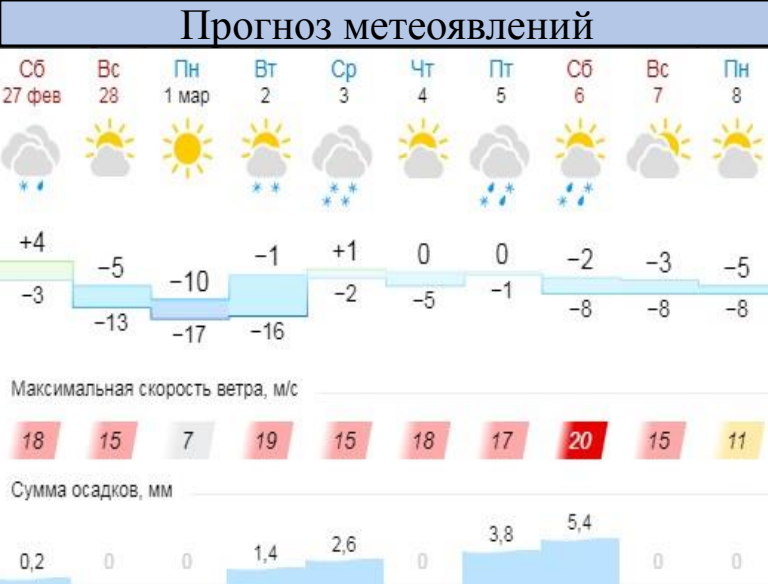 Прогноз метеоявлений
Сб Вс Пн Вт Ср Чт Пт Сб Вс Пн
27 фев 28 1 мар 2 3 4 5 6 7 8
+4 −5 −10 −1 +1 0 0 −2 −3 −5
−3 −13 −17 −16 −2 −5 −1 −8 −8 −8
Максимальная скорость ветра, м/с
18 15 7 19 15 18 17 20 15 11
Сумма осадков, мм
0,2 0 0 1,4 2,6 0 3,8 5,4 0 0